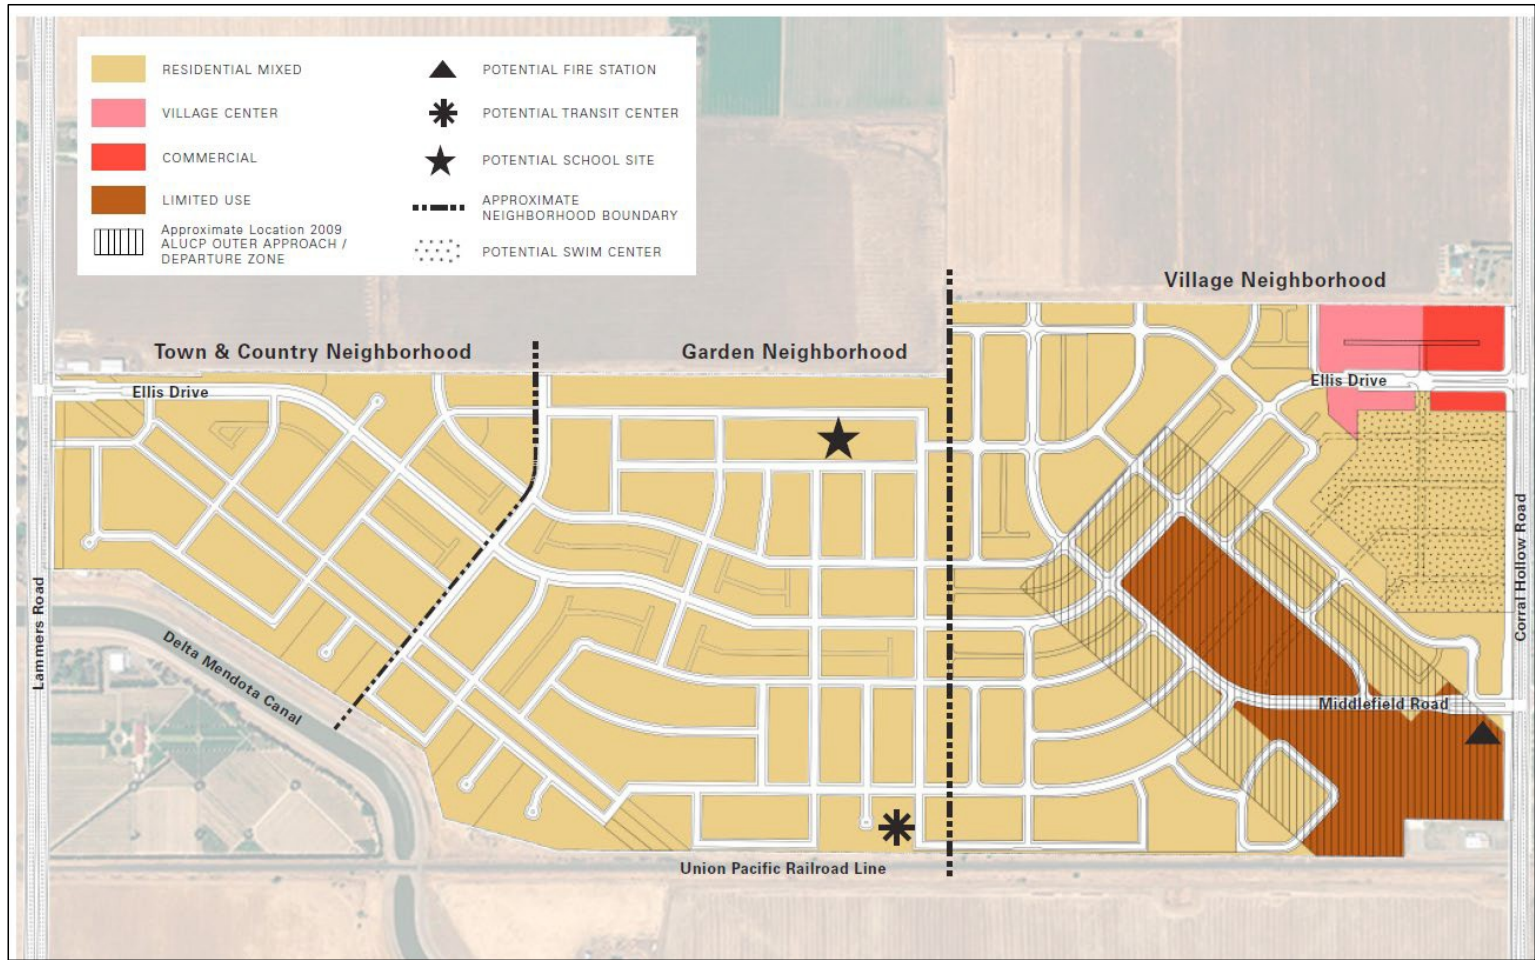 RESIDENTIAL MIXED
VILLAGE CENTER
COMMERCIAL
LIMITED USE
Approximate Location 2009
ALUCP OUTER APPROACH /
DEPARTURE ZONE
POTENTIAL FIRE STATION
POTENTIAL TRANSIT CENTER
POTENTIAL SCHOOL SITE
APPROXIMATE
NEIGHBORHOOD BOUNDARY
POTENTIAL SWIM CENTER
Village Neighborhood
Town & Country Neighborhood
Garden Neighborhood
Ellis Drive
Ellis Drive
Lammers Road
Corral Hollow Road
Delta Mendota Canal
Middlefield Road
Union Pacific Railroad Line